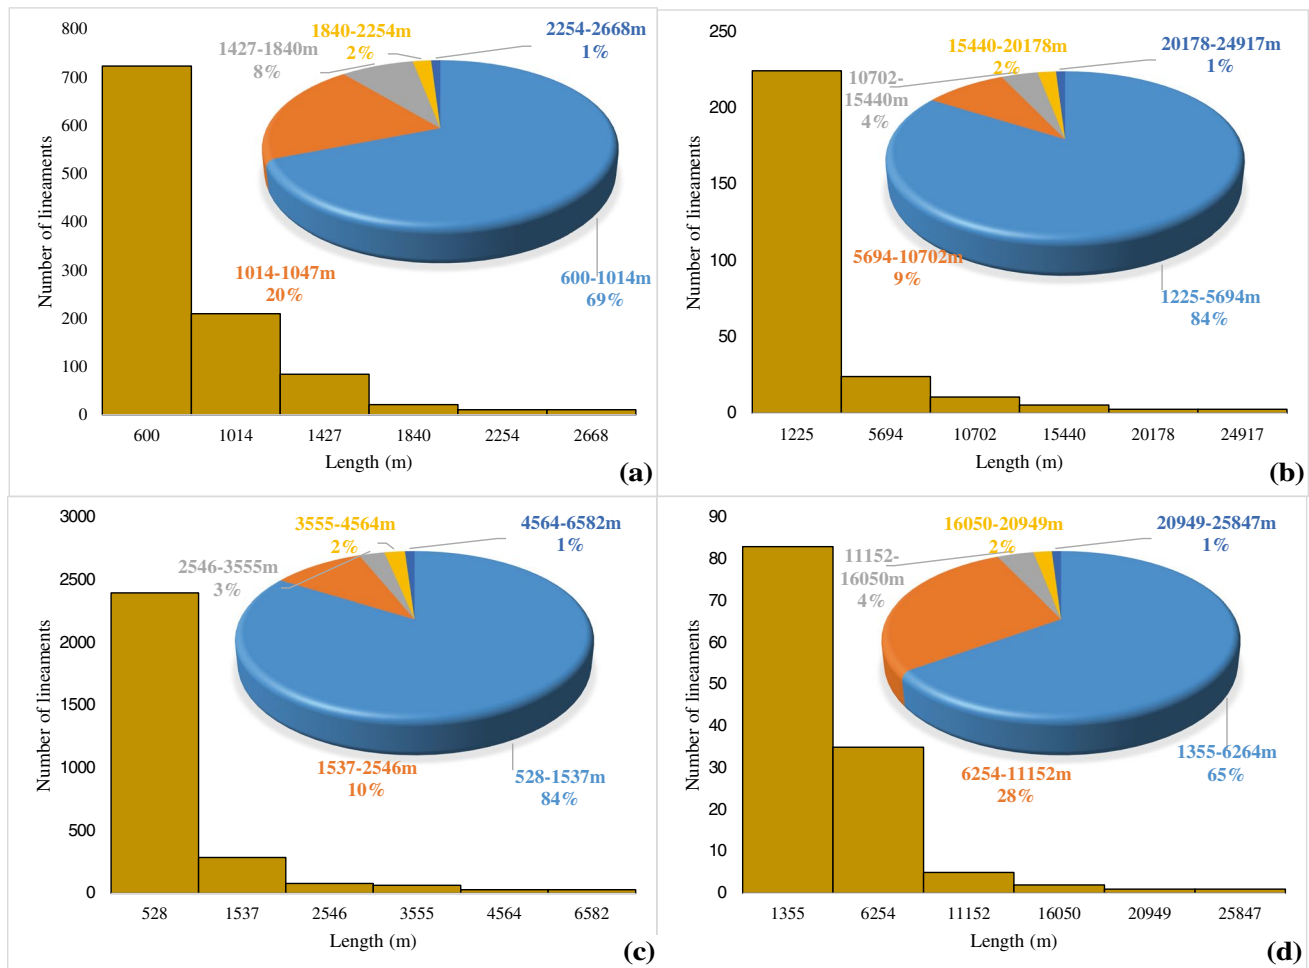 800
700
600
500
400
300
200
100
0
Number of lineaments
1840-2254m
2%
2254-2668m
1%
1427-1840m
8%
1014-1047m
20%
600-1014m
69%
600 1014 1427 1840 2254 2668
Length (m)
(a)
250
200
150
100
50
0
Number of lineaments
15440-20178m
2%
20178-24917m
1%
10702-
15440m
4%
5694-10702m
9%
1225-5694m
84%
1225 5694 10702 15440 20178 24917
Length (m)
(b)
3000
2500
2000
1500
1000
500
0
Number of lineaments
3555-4564m
2%
4564-6582m
1%
2546-3555m
3%
1537-2546m
10%
528-1537m
84%
528 1537 2546 3555 4564 6582
Length (m)
(c)
90
80
70
60
50
40
30
20
10
0
Number of lineaments
16050-20949m
2%
20949-25847m
1%
11152-
16050m
4%
6254-11152m
28%
1355-6264m
65%
1355 6254 11152 16050 20949 25847
Length (m)
(d)